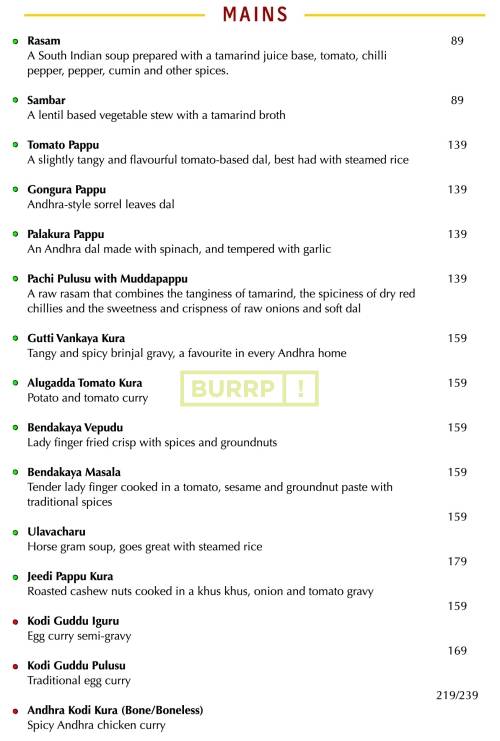 MAINS
Rasam 89
A South Indian soup prepared with a tamarind juice base, tomato, chilli
pepper, pepper, cumin and other spices.
Sambar 89
A lentil based vegetable stew with a tamarind broth
Tomato Pappu 139
A slightly tangy and flavourful tomato-based dal, best had with steamed rice
Gongura Pappu 139
Andhra-style sorrel leaves dal
Palakura Pappu 139
An Andhra dal made with spinach, and tempered with garlic
Pachi Pulusu with Muddapappu 139
A raw rasam that combines the tanginess of tamarind, the spiciness of dry red
chillies and the sweetness and crispness of raw onions and soft dal
Gutti Vankaya Kura 159
Tangy and spicy brinjal gravy, a favourite in every Andhra home
Alugadda Tomato Kura 159
Potato and tomato curry
BURRP!
Bendakaya Vepudu 159
Lady finger fried crisp with spices and groundnuts
Bendakaya Masala 159
Tender lady finger cooked in a tomato, sesame and groundnut paste with
traditional spices
159
Ulavacharu
Horse gram soup, goes great with steamed rice
179
Jeedi Pappu Kura
Roasted cashew nuts cooked in a khus khus, onion and tomato gravy
159
Kodi Guddu Iguru
Egg curry semi-gravy
169
Kodi Guddu Pulusu
Traditional egg curry
219/239
Andhra Kodi Kura (Bone/Boneless)
Spicy Andhra chicken curry